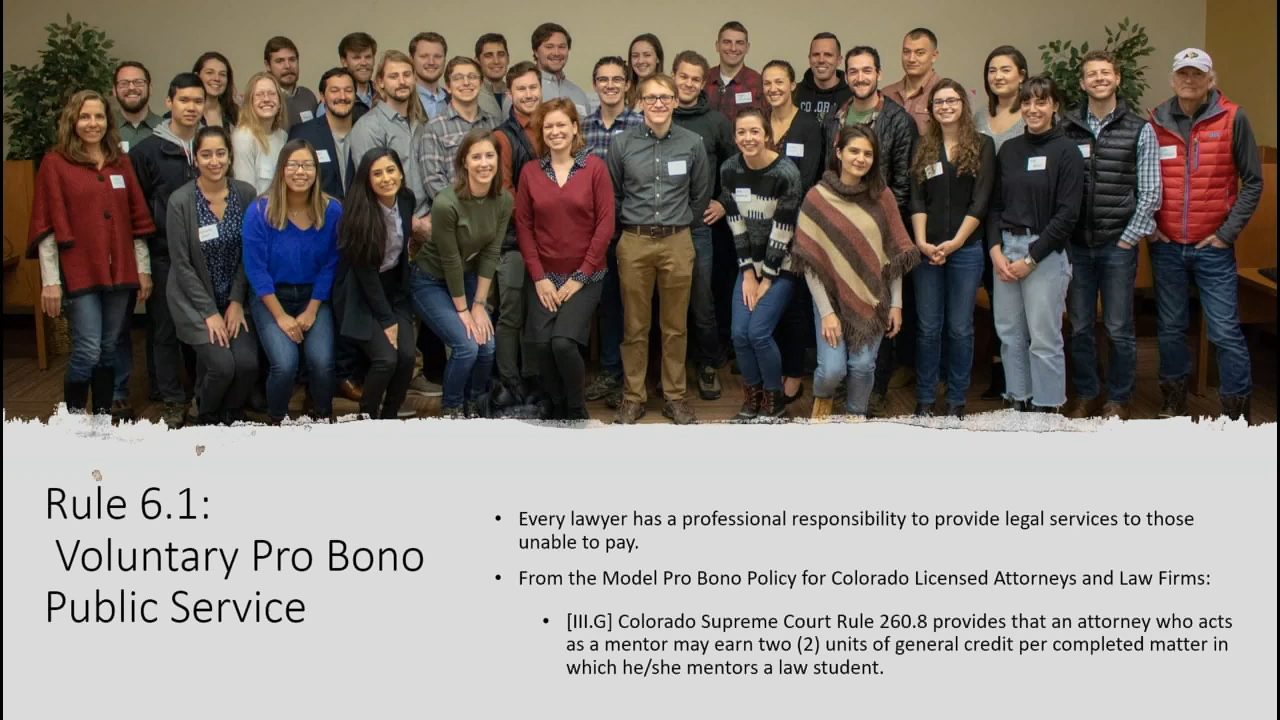 COLORA
Rule 6.1:
Voluntary Pro Bono
Public Service
• Every lawyer has a professional responsibility to provide legal services to those
unable to pay.
• From the Model Pro Bono Policy for Colorado Licensed Attorneys and Law Firms:
• [III.G] Colorado Supreme Court Rule 260.8 provides that an attorney who acts
as a mentor may earn two (2) units of general credit per completed matter in
which he/she mentors a law student.